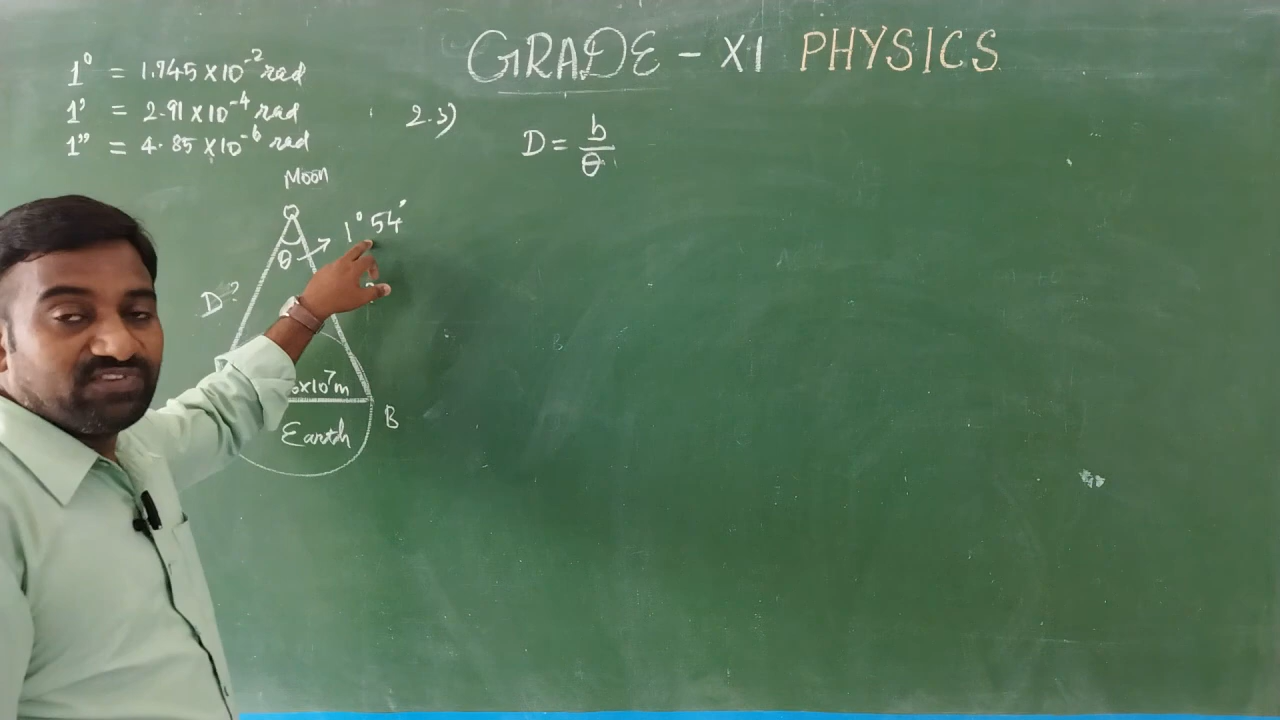 GRADE - XI PHYSICS
1° = 1.745 × 10⁻² rad
1' = 2.91 × 10⁻⁴ rad
1" = 4.85 × 10⁻⁶ rad
2.3)
D = b/θ
Moon
1° 54'
θ
D ?
×10⁷m
B
Earth